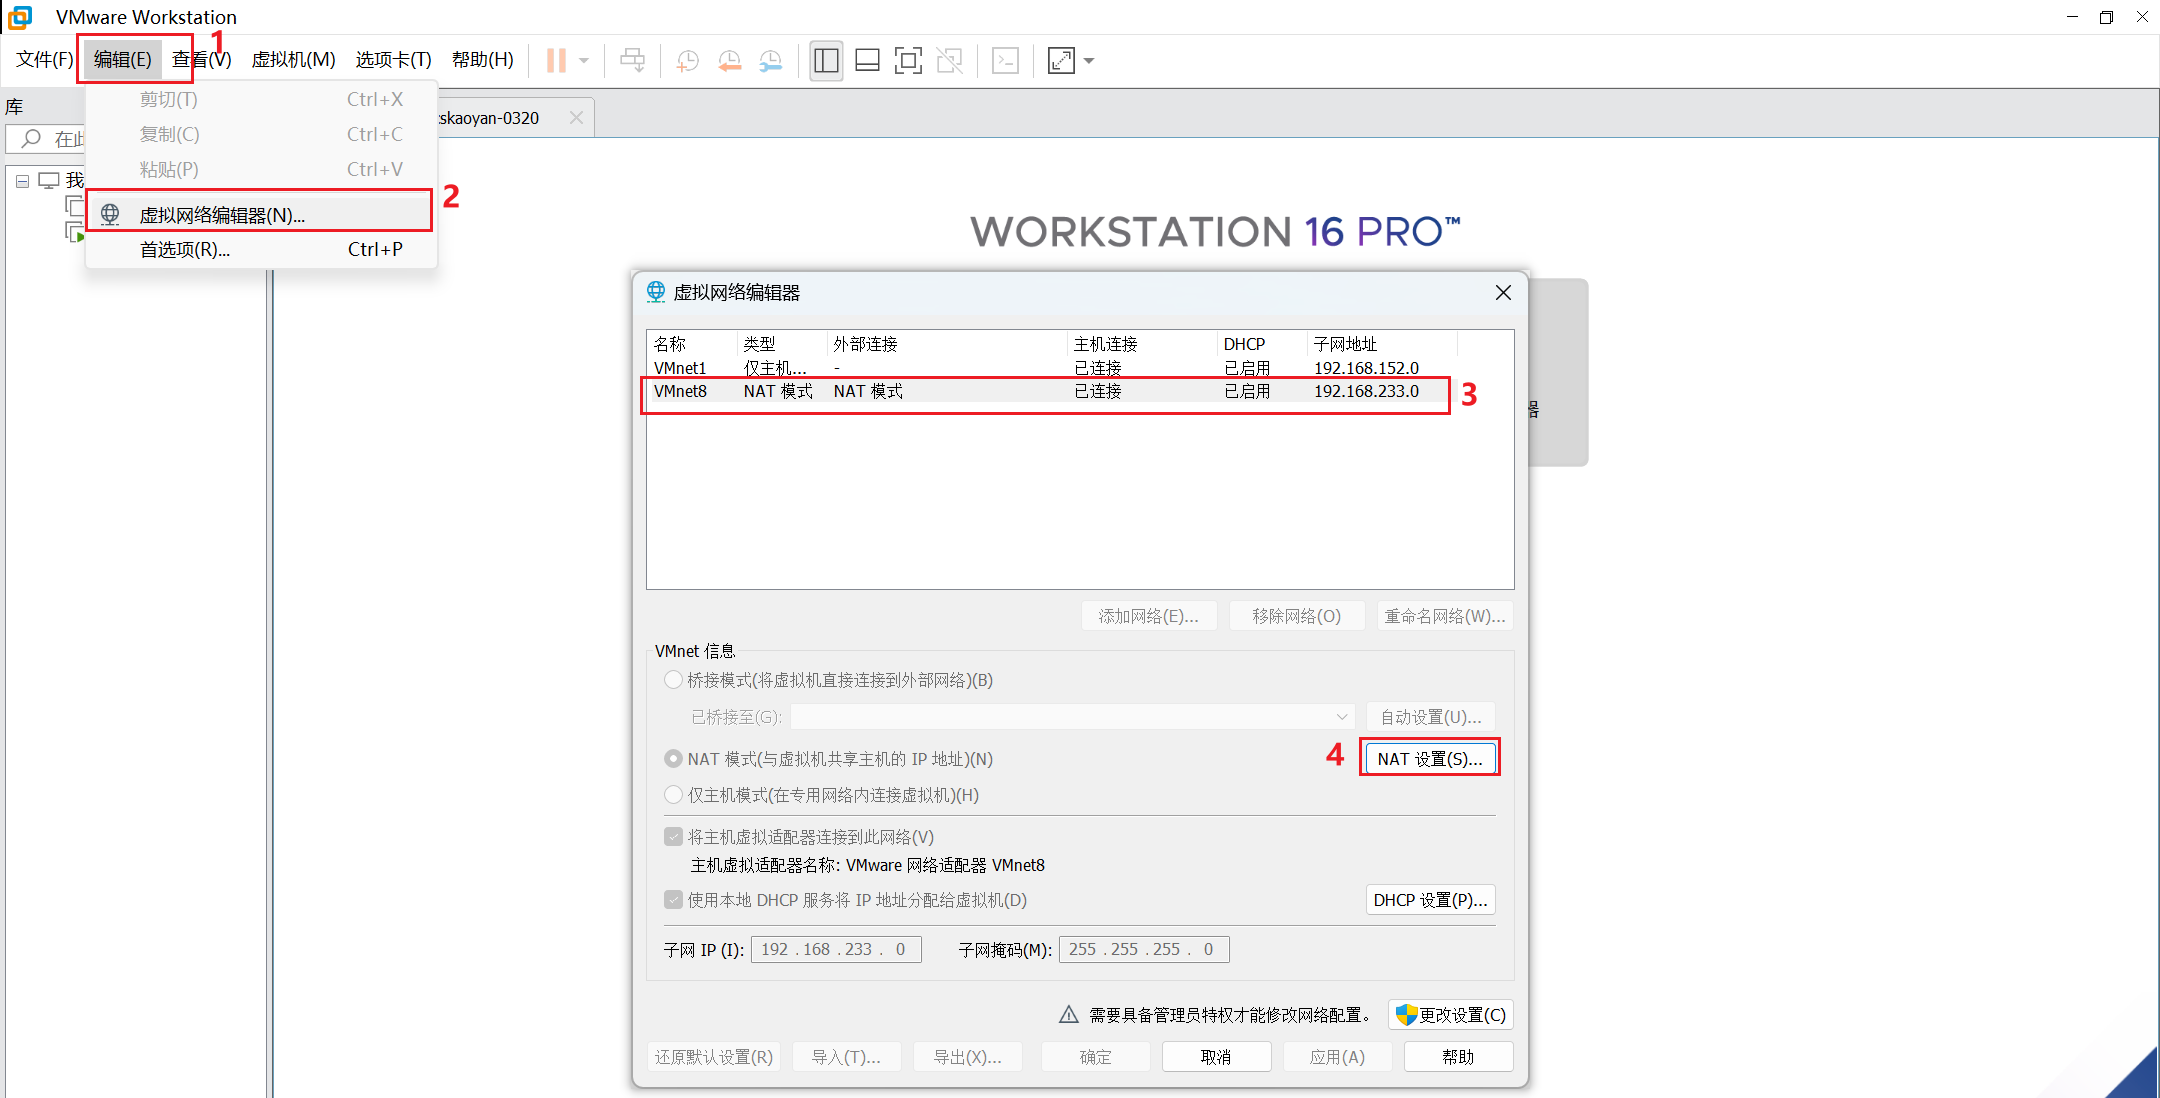 VMware Workstation
文件(F) 编辑(E) 查看(V) 虚拟机(M) 选项卡(T) 帮助(H)
1
库
剪切(T) Ctrl+X
复制(C) Ctrl+C
粘贴(P) Ctrl+V
虚拟网络编辑器(N)...
2
首选项(R)... Ctrl+P
在此
我
cskaoyan-0320
WORKSTATION 16 PRO™
器
虚拟网络编辑器
名称 类型 外部连接 主机连接 DHCP 子网地址
VMnet1 仅主机... - 已连接 已启用 192.168.152.0
VMnet8 NAT 模式 NAT 模式 已连接 已启用 192.168.233.0
3
添加网络(E)... 移除网络(O) 重命名网络(W)...
VMnet 信息
桥接模式(将虚拟机直接连接到外部网络)(B)
已桥接至(G): 自动设置(U)...
NAT 模式(与虚拟机共享主机的 IP 地址)(N)
4
NAT 设置(S)...
仅主机模式(在专用网络内连接虚拟机)(H)
将主机虚拟适配器连接到此网络(V)
主机虚拟适配器名称: VMware 网络适配器 VMnet8
使用本地 DHCP 服务将 IP 地址分配给虚拟机(D) DHCP 设置(P)...
子网 IP (I): 192 . 168 . 233 . 0 子网掩码(M): 255 . 255 . 255 . 0
需要具备管理员特权才能修改网络配置。 更改设置(C)
还原默认设置(R) 导入(T)... 导出(X)... 确定 取消 应用(A) 帮助